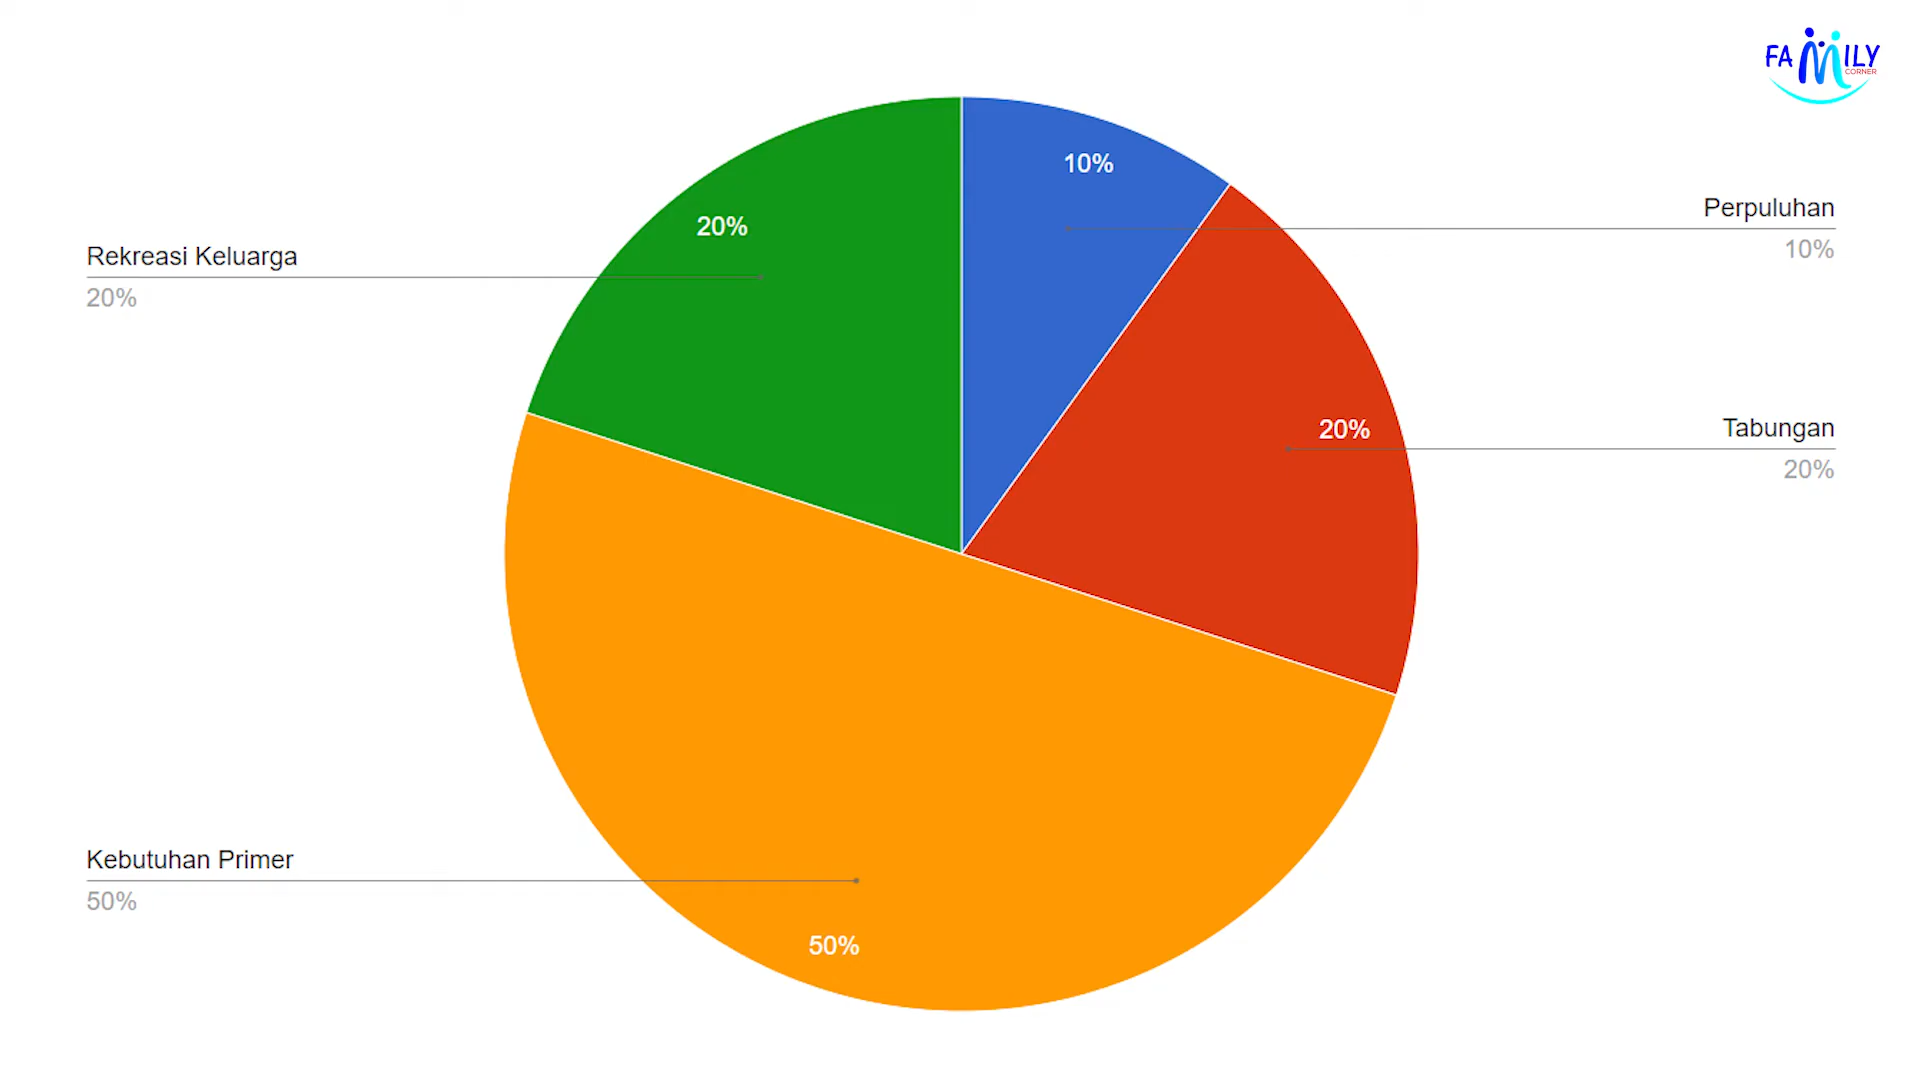 FAMILY
CORNER
10%
Perpuluhan
10%
20%
Rekreasi Keluarga
20%
20%
Tabungan
20%
Kebutuhan Primer
50%
50%